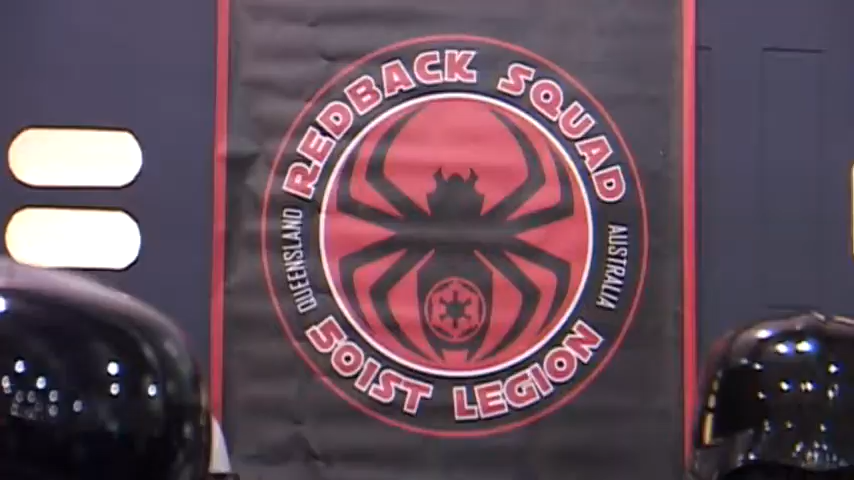 REDBACK SQUAD
QUEENSLAND
AUSTRALIA
501ST LEGION